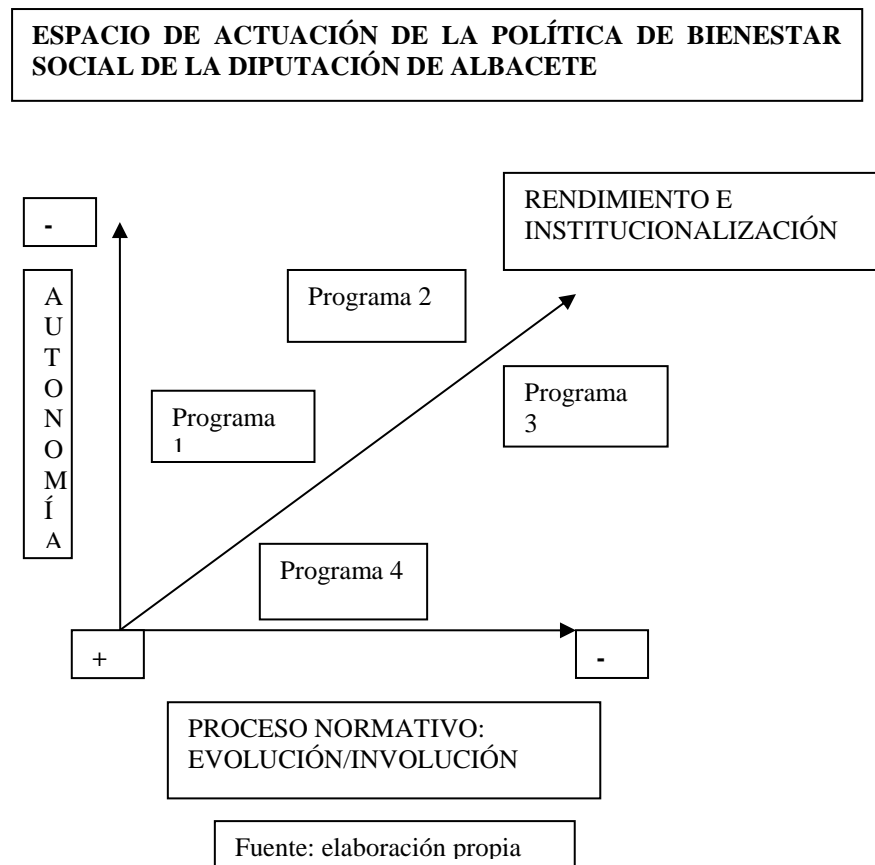 ESPACIO DE ACTUACIÓN DE LA POLÍTICA DE BIENESTAR
SOCIAL DE LA DIPUTACIÓN DE ALBACETE
-
RENDIMIENTO E
INSTITUCIONALIZACIÓN
A
U
T
O
N
O
M
Í
A
Programa 2
Programa
1
Programa
3
Programa 4
+
-
PROCESO NORMATIVO:
EVOLUCIÓN/INVOLUCIÓN
Fuente: elaboración propia